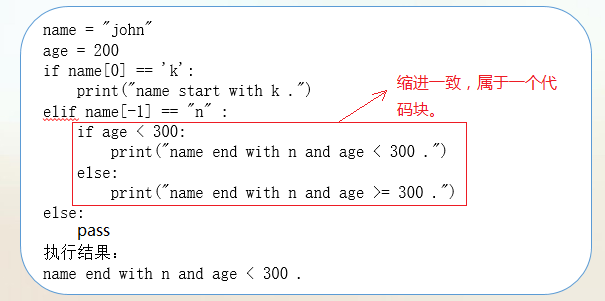 name = "john"
age = 200
if name[0] == 'k':
    print("name start with k .")
elif name[-1] == "n" :
    if age < 300:
        print("name end with n and age < 300 .")
    else:
        print("name end with n and age >= 300 .")
else:
    pass
执行结果：
name end with n and age < 300 .
缩进一致，属于一个代
码块。